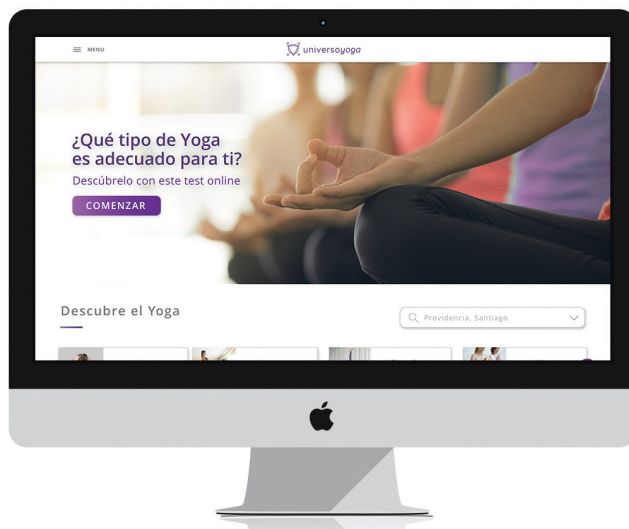 MENU
universoyoga
¿Qué tipo de Yoga
es adecuado para ti?
Descúbrelo con este test online
COMENZAR
Descubre el Yoga
Providencia, Santiago